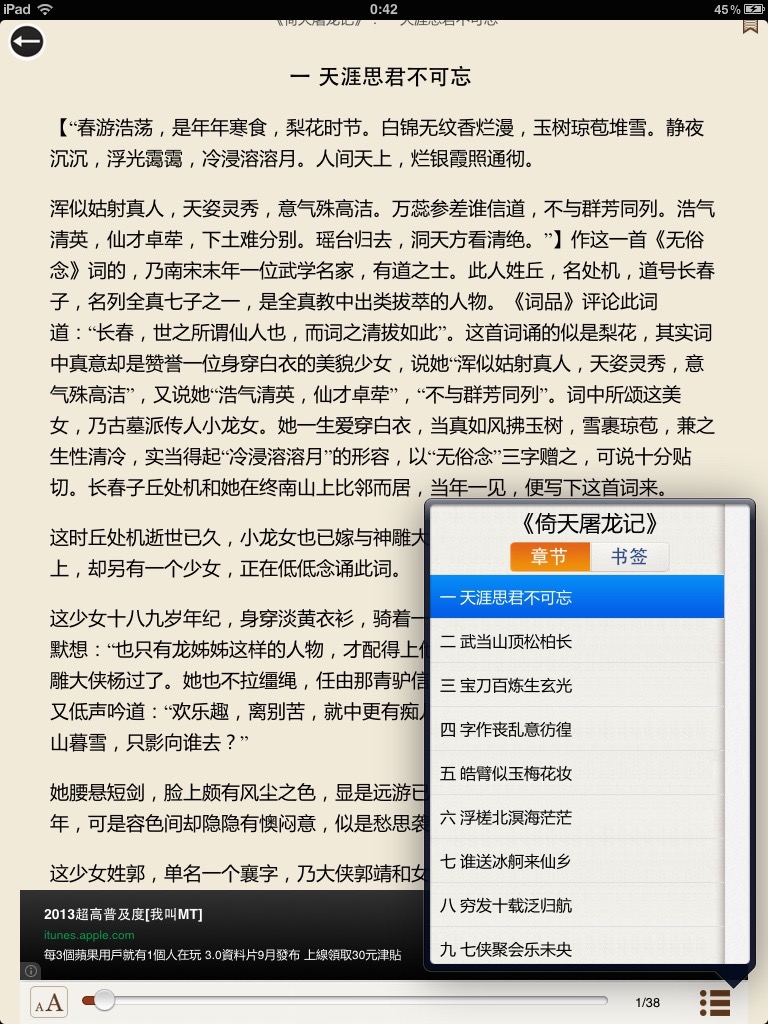 iPad 0:42 45%
《倚天屠龙记》： 一 天涯思君不可忘
一 天涯思君不可忘
【“春游浩荡，是年年寒食，梨花时节。白锦无纹香烂漫，玉树琼苞堆雪。静夜
沉沉，浮光霭霭，冷浸溶溶月。人间天上，烂银霞照通彻。
浑似姑射真人，天姿灵秀，意气殊高洁。万蕊参差谁信道，不与群芳同列。浩气
清英，仙才卓荦，下土难分别。瑶台归去，洞天方看清绝。”】作这一首《无俗
念》词的，乃南宋末年一位武学名家，有道之士。此人姓丘，名处机，道号长春
子，名列全真七子之一，是全真教中出类拔萃的人物。《词品》评论此词
道：“长春，世之所谓仙人也，而词之清拔如此”。这首词诵的似是梨花，其实词
中真意却是赞誉一位身穿白衣的美貌少女，说她“浑似姑射真人，天姿灵秀，意
气殊高洁”，又说她“浩气清英，仙才卓荦”，“不与群芳同列”。词中所颂这美
女，乃古墓派传人小龙女。她一生爱穿白衣，当真如风拂玉树，雪裹琼苞，兼之
生性清冷，实当得起“冷浸溶溶月”的形容，以“无俗念”三字赠之，可说十分贴
切。长春子丘处机和她在终南山上比邻而居，当年一见，便写下这首词来。
这时丘处机逝世已久，小龙女也已嫁与神雕大
上，却另有一个少女，正在低低念诵此词。
这少女十八九岁年纪，身穿淡黄衣衫，骑着一
默想：“也只有龙姊姊这样的人物，才配得上他
雕大侠杨过了。她也不拉缰绳，任由那青驴信
又低声吟道：“欢乐趣，离别苦，就中更有痴儿
山暮雪，只影向谁去？”
她腰悬短剑，脸上颇有风尘之色，显是远游已
年，可是容色间却隐隐有懊闷意，似是愁思袭
这少女姓郭，单名一个襄字，乃大侠郭靖和女
《倚天屠龙记》
章节 书签
一 天涯思君不可忘
二 武当山顶松柏长
三 宝刀百炼生玄光
四 字作丧乱意彷徨
五 皓臂似玉梅花妆
六 浮槎北溟海茫茫
七 谁送冰舸来仙乡
八 穷发十载泛归航
九 七侠聚会乐未央
2013超高普及度[我叫MT]
itunes.apple.com
每3個蘋果用戶就有1個人在玩 3.0資料片9月發布 上線領取30元津貼
AA 1/38